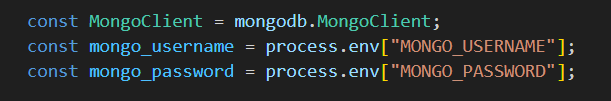 const MongoClient = mongodb.MongoClient;
const mongo_username = process.env["MONGO_USERNAME"];
const mongo_password = process.env["MONGO_PASSWORD"];